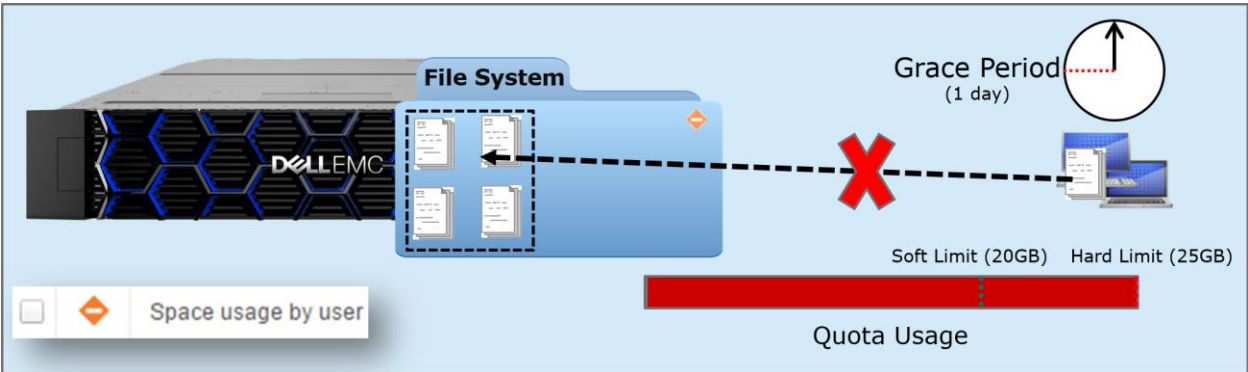 File System
Grace Period
(1 day)
DELLEMC
Soft Limit (20GB) Hard Limit (25GB)
Space usage by user
Quota Usage